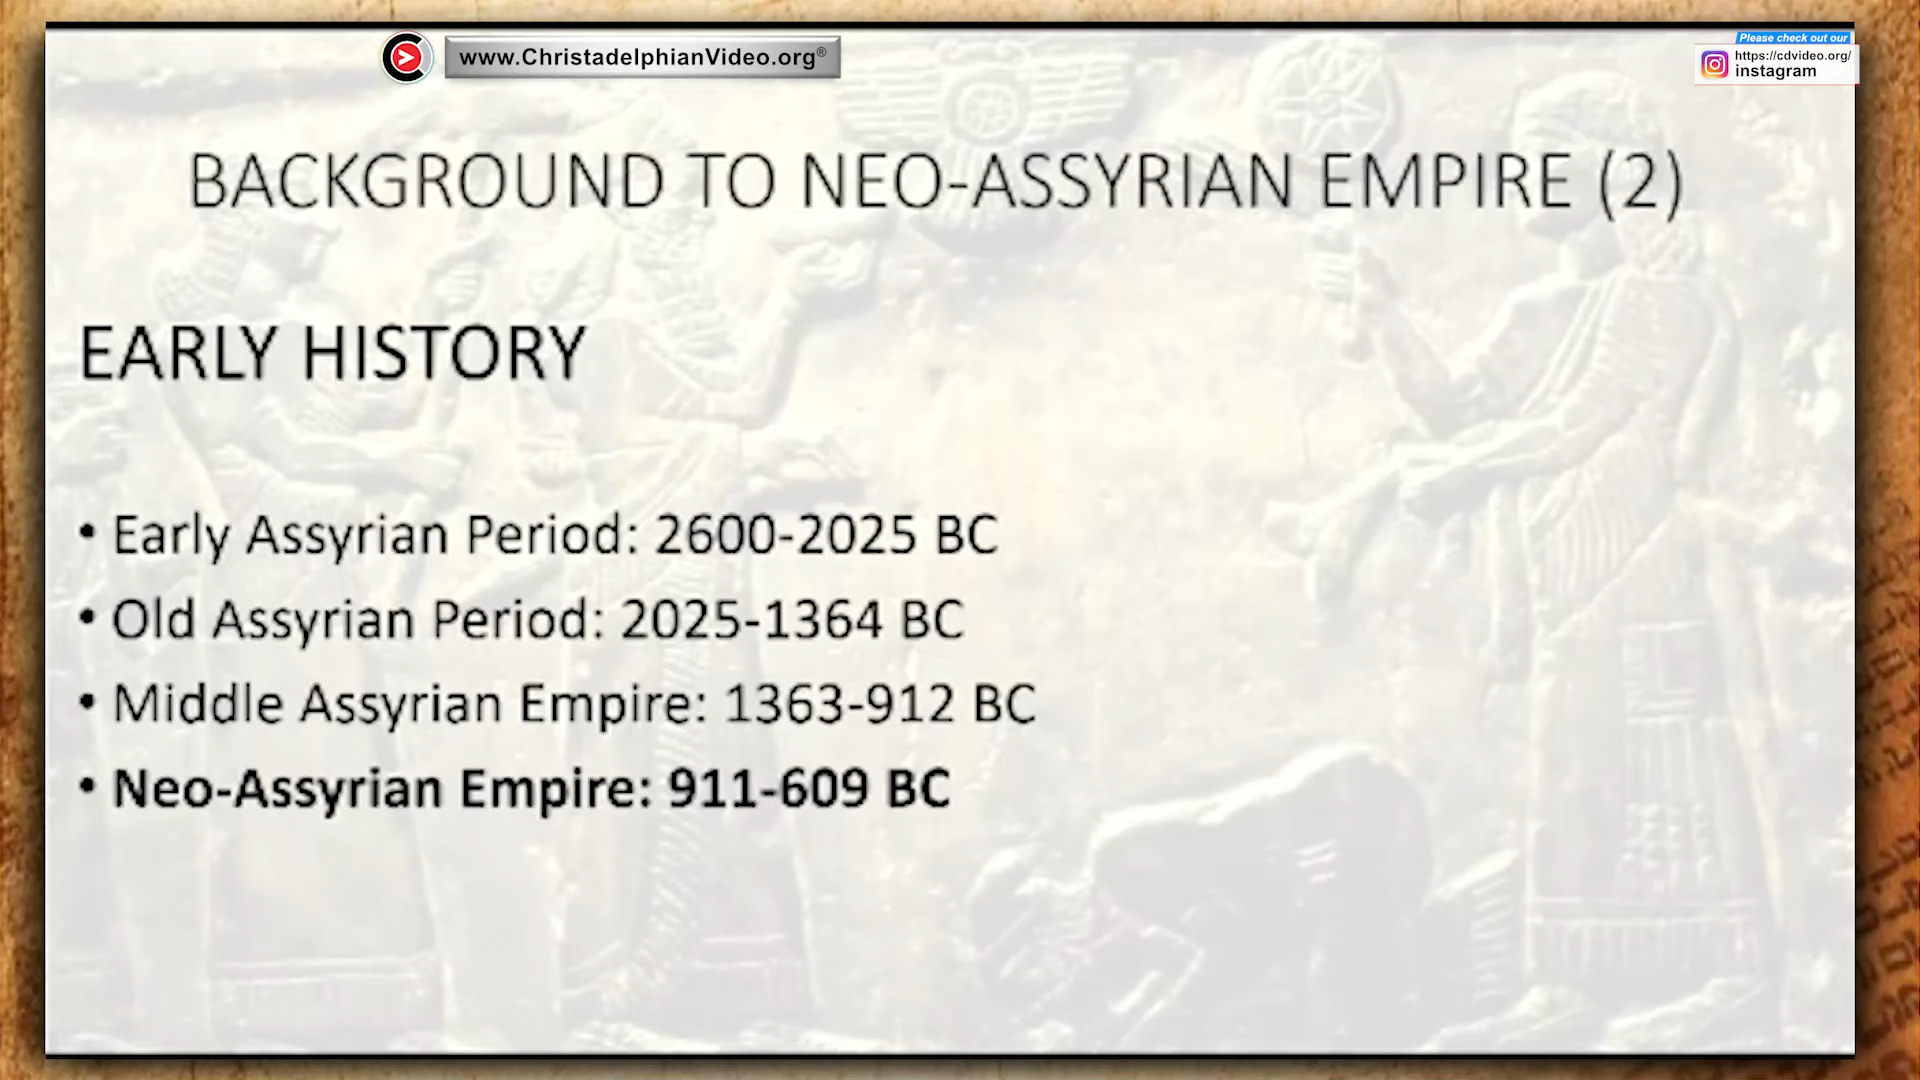 www.ChristadelphianVideo.org®
Please check out our
https://cdvideo.org/
instagram
BACKGROUND TO NEO-ASSYRIAN EMPIRE (2)
EARLY HISTORY
• Early Assyrian Period: 2600-2025 BC
• Old Assyrian Period: 2025-1364 BC
• Middle Assyrian Empire: 1363-912 BC
• Neo-Assyrian Empire: 911-609 BC